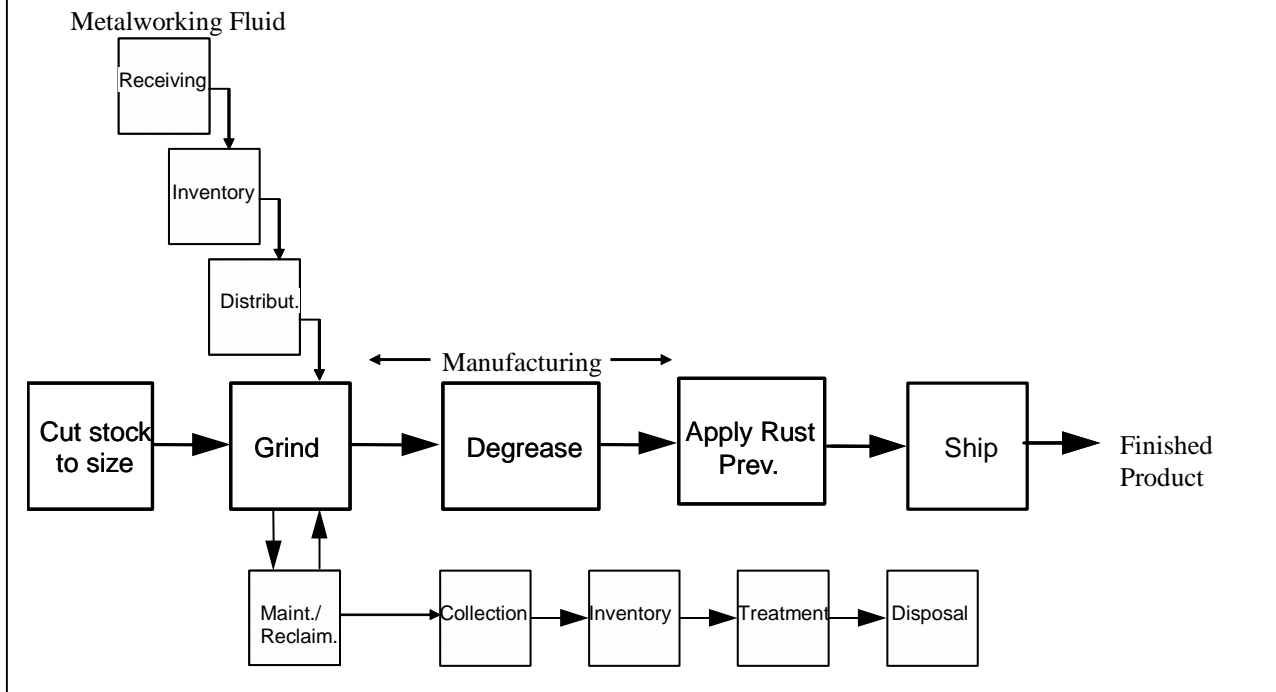 Metalworking Fluid
Receiving
Inventory
Distribut.
Manufacturing
Cut stock
to size
Grind
Degrease
Apply Rust
Prev.
Ship
Finished
Product
Maint./
Reclaim.
Collection
Inventory
Treatment
Disposal